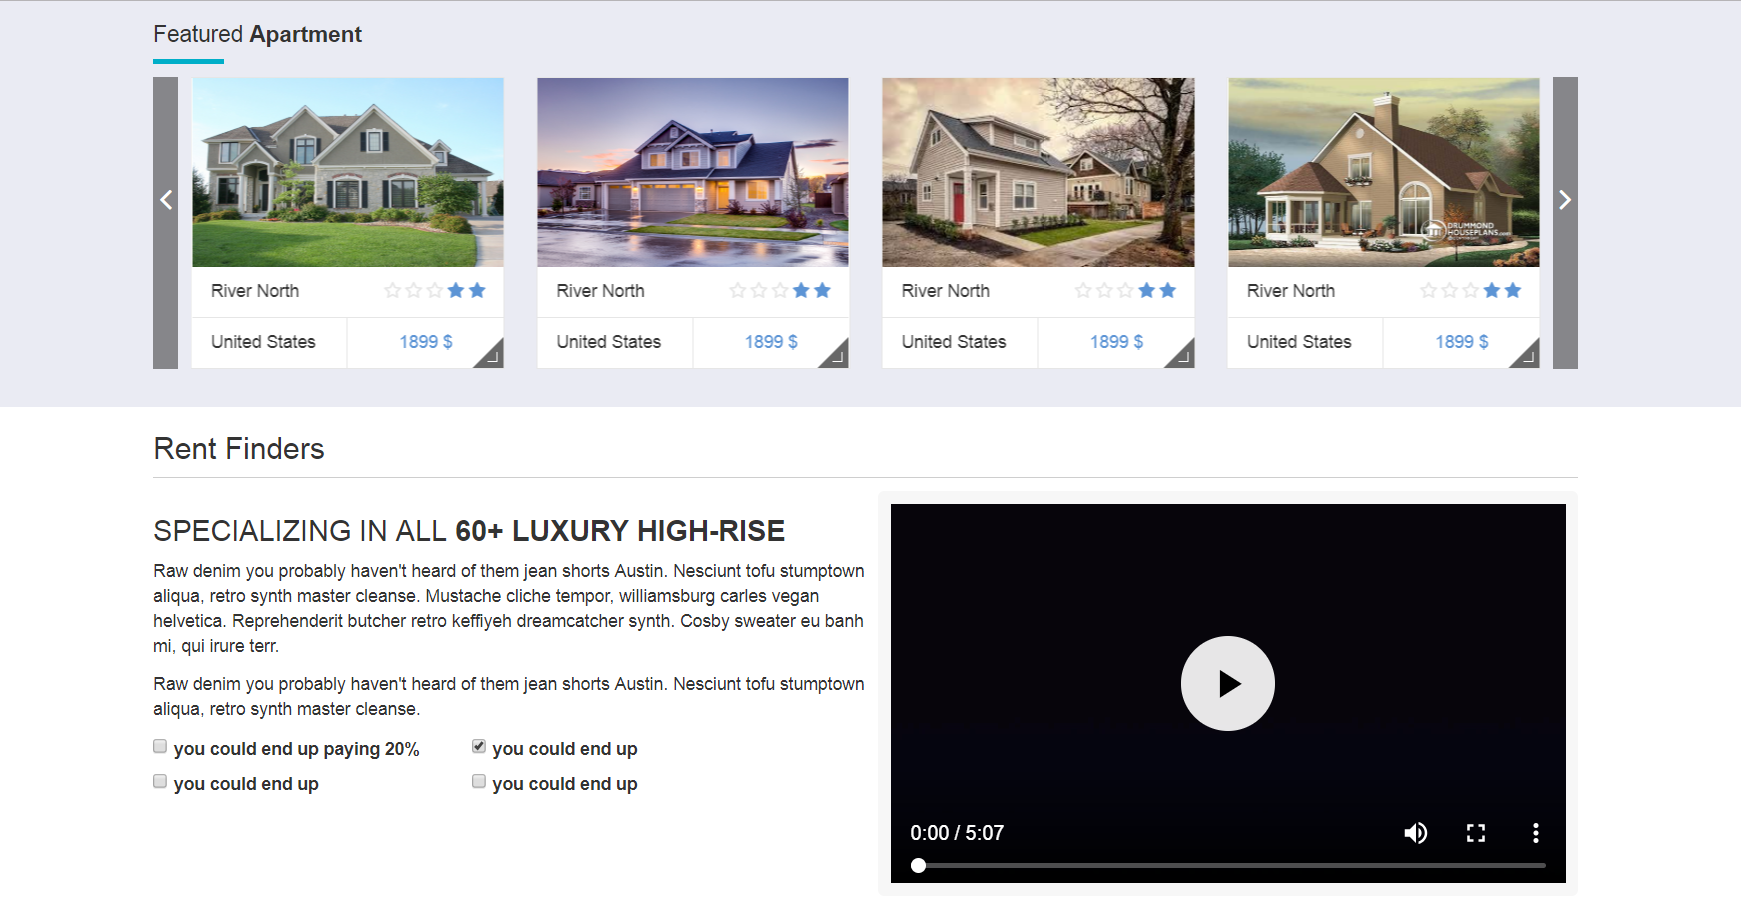 Featured Apartment
DRUMMOND
HOUSEPLANS.com
River North
River North
River North
River North
United States
1899 $
United States
1899 $
United States
1899 $
United States
1899 $
Rent Finders
SPECIALIZING IN ALL 60+ LUXURY HIGH-RISE
Raw denim you probably haven't heard of them jean shorts Austin. Nesciunt tofu stumptown
aliqua, retro synth master cleanse. Mustache cliche tempor, williamsburg carles vegan
helvetica. Reprehenderit butcher retro keffiyeh dreamcatcher synth. Cosby sweater eu banh
mi, qui irure terr.
Raw denim you probably haven't heard of them jean shorts Austin. Nesciunt tofu stumptown
aliqua, retro synth master cleanse.
you could end up paying 20%
you could end up
you could end up
you could end up
0:00 / 5:07